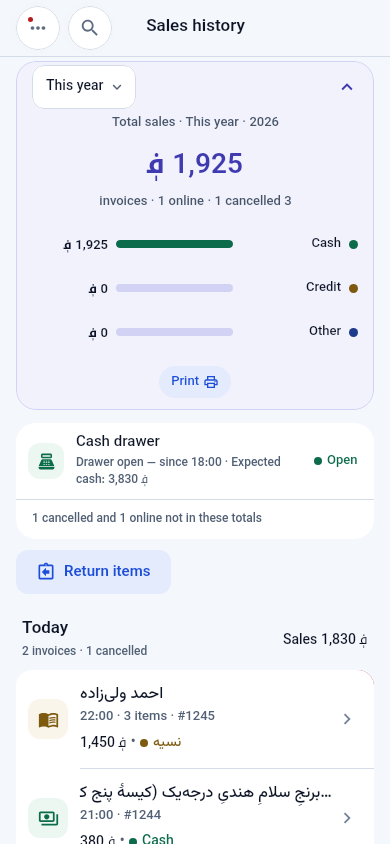 Sales history
This year
Total sales · This year · 2026
؋ 1,925
invoices · 1 online · 1 cancelled 3
؋ 1,925 Cash
؋ 0 Credit
؋ 0 Other
Print
Cash drawer
Drawer open — since 18:00 · Expected
cash: 3,830 ؋
Open
1 cancelled and 1 online not in these totals
Return items
Today
2 invoices · 1 cancelled
Sales 1,830 ؋
احمد ولی‌زاده
22:00 · 3 items · #1245
1,450 ؋ • نسیه
برنجِ سلامِ هندیِ درجه‌یک (کیسهٔ پنج ک...
21:00 · #1244
380 ؋ • Cash